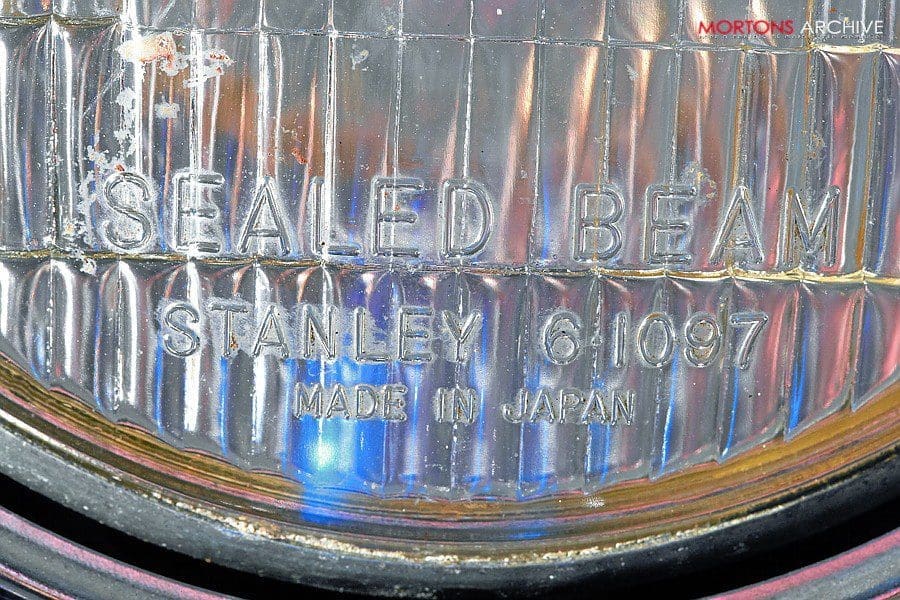 MORTONS ARCHIVE
SEALED BEAM
STANLEY 6·1097
MADE IN JAPAN